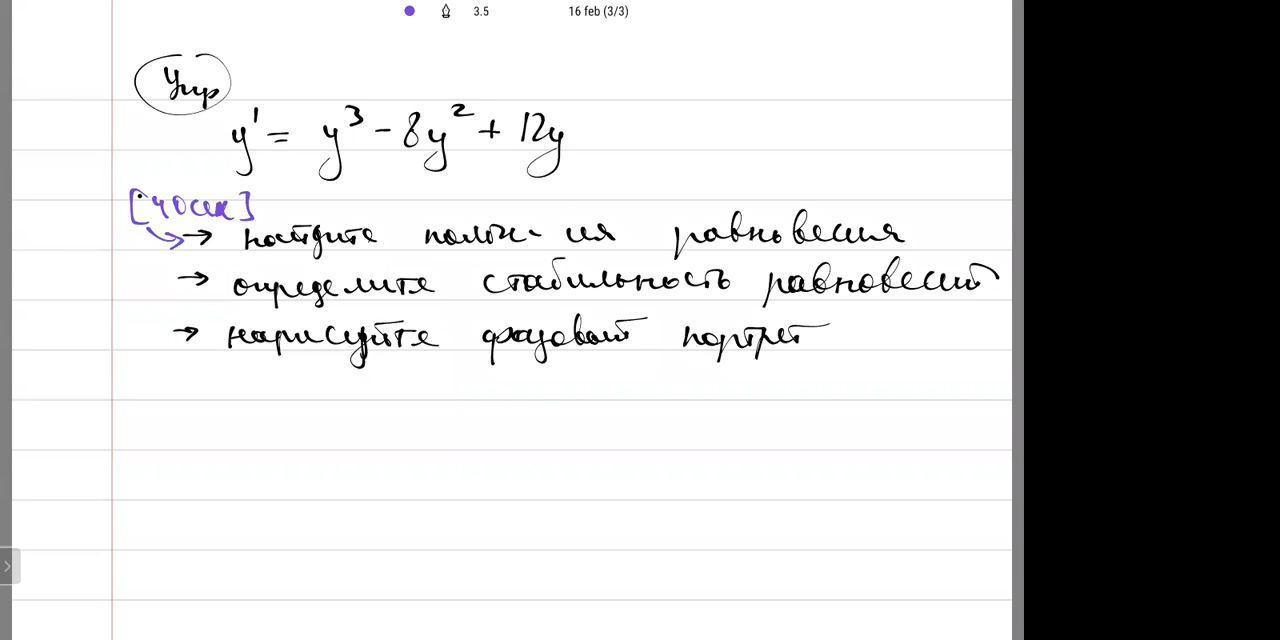 3.5 16 feb (3/3)
Упр
y' = y³ - 8y² + 12y
[40сек]
→ найдите полож-ия равновесия
→ определите стабильность равновесий
→ нарисуйте фазовый портрет